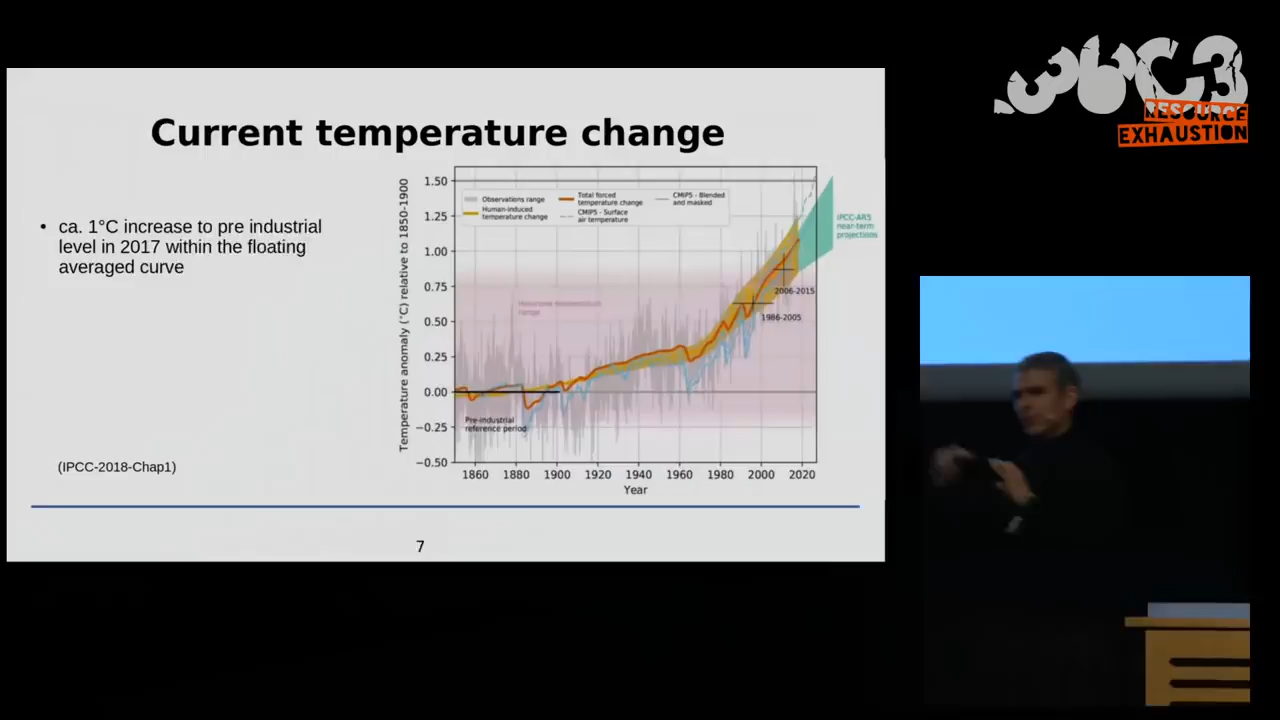 36C3
RESOURCE
EXHAUSTION
Current temperature change
• ca. 1°C increase to pre industrial
level in 2017 within the floating
averaged curve
(IPCC-2018-Chap1)
Temperature anomaly (°C) relative to 1850-1900
1.50
1.25
1.00
0.75
0.50
0.25
0.00
−0.25
−0.50
Observations range
Human-induced
temperature change
Total forced
temperature change
CMIP5 - Surface
air temperature
CMIP5 - Blended
and masked
IPCC-AR5
near-term
projections
Holocene temperature
range
2006-2015
1986-2005
Pre-industrial
reference period
1860 1880 1900 1920 1940 1960 1980 2000 2020
Year
7